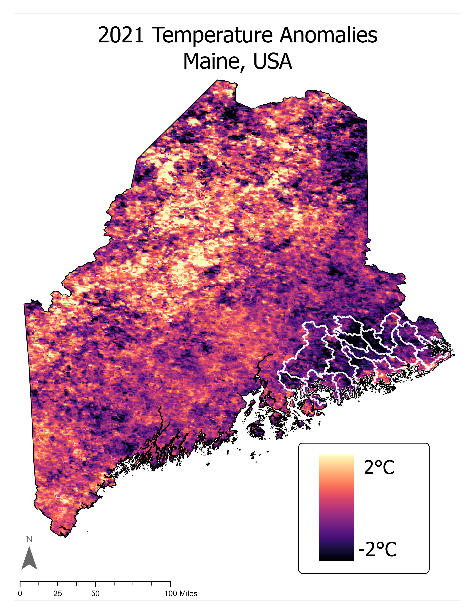 2021 Temperature Anomalies
Maine, USA
2°C
-2°C
N
0 25 50 100 Miles